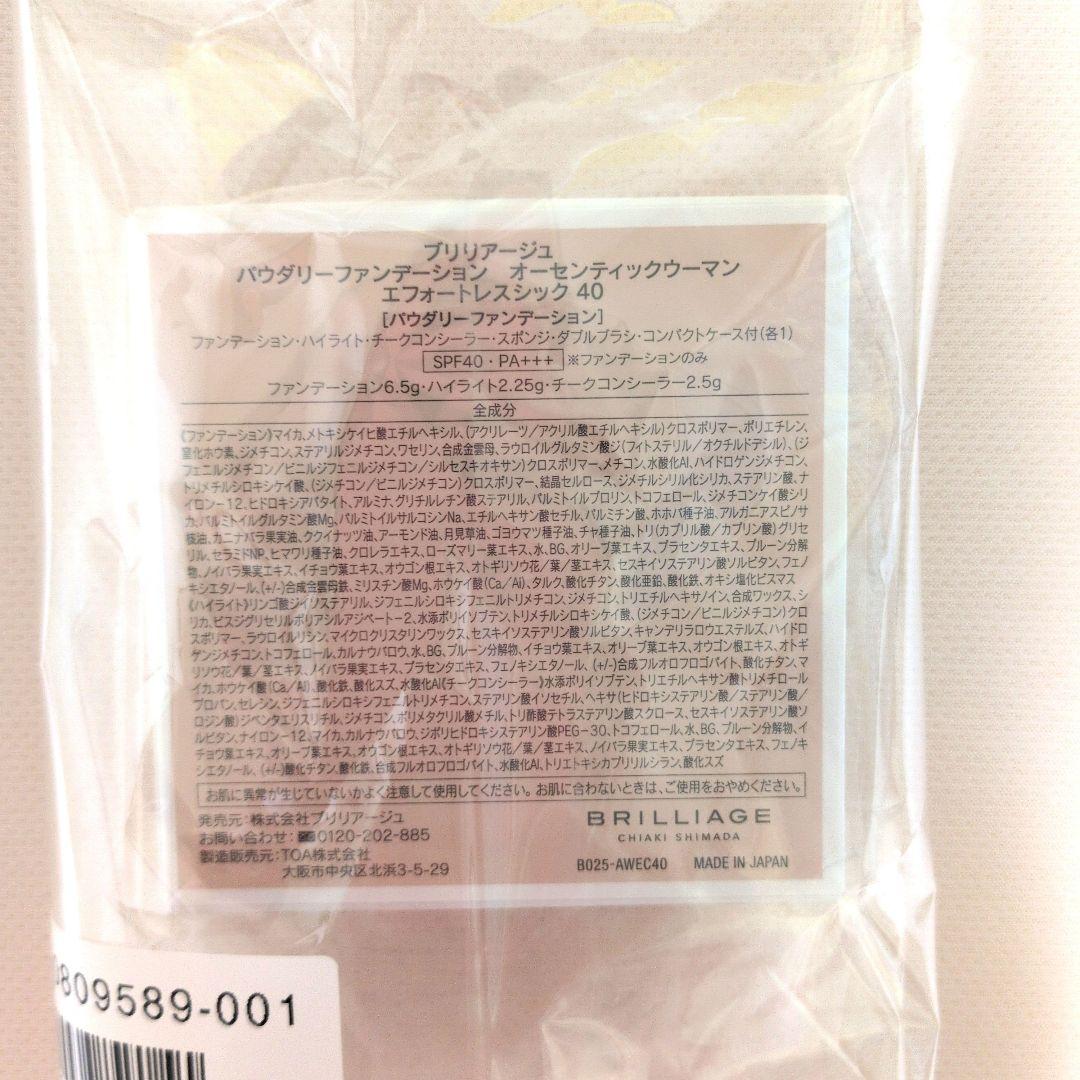 ブリリアージュ
パウダリーファンデーション オーセンティックウーマン
エフォートレスシック 40
[パウダリーファンデーション]
ファンデーション・ハイライト・チークコンシーラー・スポンジ・ダブルブラシ・コンパクトケース付(各1)
SPF40・PA+++ ※ファンデーションのみ
ファンデーション6.5g・ハイライト2.25g・チークコンシーラー2.5g
全成分
《ファンデーション》マイカ、メトキシケイヒ酸エチルヘキシル、(アクリレーツ/アクリル酸エチルヘキシル)クロスポリマー、ポリエチレン、
窒化ホウ素、ジメチコン、ステアリルジメチコン、ワセリン、合成金雲母、ラウロイルグルタミン酸ジ(フィトステリル/オクチルドデシル)、(ジ
フェニルジメチコン/ビニルジフェニルジメチコン/シルセスキオキサン)クロスポリマー、メチコン、水酸化Al、ハイドロゲンジメチコン、
トリメチルシロキシケイ酸、(ジメチコン/ビニルジメチコン)クロスポリマー、結晶セルロース、ジメチルシリル化シリカ、ステアリン酸、ナ
イロン-12、ヒドロキシアパタイト、アルミナ、グリチルレチン酸ステアリル、パルミトイルプロリン、トコフェロール、ジメチコンケイ酸シリ
カ、パルミトイルグルタミン酸Mg、パルミトイルサルコシンNa、エチルヘキサン酸セチル、パルミチン酸、ホホバ種子油、アルガニアスピノサ
核油、カニナバラ果実油、ククイナッツ油、アーモンド油、月見草油、ゴヨウマツ種子油、チャ種子油、トリ(カプリル酸/カプリン酸)グリセ
リル、セラミドNP、ヒマワリ種子油、クロレラエキス、ローズマリー葉エキス、水、BG、オリーブ葉エキス、プラセンタエキス、プルーン分解
物、ノイバラ果実エキス、イチョウ葉エキス、オウゴン根エキス、オトギリソウ花/葉/茎エキス、セスキイソステアリン酸ソルビタン、フェノ
キシエタノール、(+/-)合成金雲母鉄、ミリスチン酸Mg、ホウケイ酸(Ca/Al)、タルク、酸化チタン、酸化亜鉛、酸化鉄、オキシ塩化ビスマス
《ハイライト》リンゴ酸ジイソステアリル、ジフェニルシロキシフェニルトリメチコン、ジメチコン、トリエチルヘキサノイン、合成ワックス、シ
リカ、ビスジグリセリルポリアシルアジペート-2、水添ポリイソブテン、トリメチルシロキシケイ酸、(ジメチコン/ビニルジメチコン)クロ
スポリマー、ラウロイルリシン、マイクロクリスタリンワックス、セスキイソステアリン酸ソルビタン、キャンデリラロウエステルズ、ハイドロ
ゲンジメチコン、トコフェロール、カルナウバロウ、水、BG、プルーン分解物、イチョウ葉エキス、オリーブ葉エキス、オウゴン根エキス、オトギ
リソウ花/葉/茎エキス、ノイバラ果実エキス、プラセンタエキス、フェノキシエタノール、(+/-)合成フルオロフロゴパイト、酸化チタン、マ
イカ、ホウケイ酸(Ca/Al)、酸化鉄、酸化スズ、水酸化Al《チークコンシーラー》水添ポリイソブテン、トリエチルヘキサン酸トリメチロール
プロパン、セレシン、ジフェニルシロキシフェニルトリメチコン、ステアリン酸イソセチル、ヘキサ(ヒドロキシステアリン酸/ステアリン酸/
ロジン酸)ジペンタエリスリチル、ジメチコン、ポリメタクリル酸メチル、トリ酢酸テトラステアリン酸スクロース、セスキイソステアリン酸ソ
ルビタン、ナイロン-12、マイカ、カルナウバロウ、ジポリヒドロキシステアリン酸PEG-30、トコフェロール、水、BG、プルーン分解物、イ
チョウ葉エキス、オリーブ葉エキス、オウゴン根エキス、オトギリソウ花/葉/茎エキス、ノイバラ果実エキス、プラセンタエキス、フェノキ
シエタノール、(+/-)酸化チタン、酸化鉄、合成フルオロフロゴパイト、水酸化Al、トリエトキシカプリリルシラン、酸化スズ
お肌に異常が生じていないかよく注意して使用してください。お肌に合わないときは、ご使用をおやめください。
発売元:株式会社ブリリアージュ
お問い合わせ:0120-202-885
製造販売元:TOA株式会社
大阪市中央区北浜3-5-29
BRILLIAGE
CHIAKI SHIMADA
B025-AWEC40 MADE IN JAPAN
809589-001